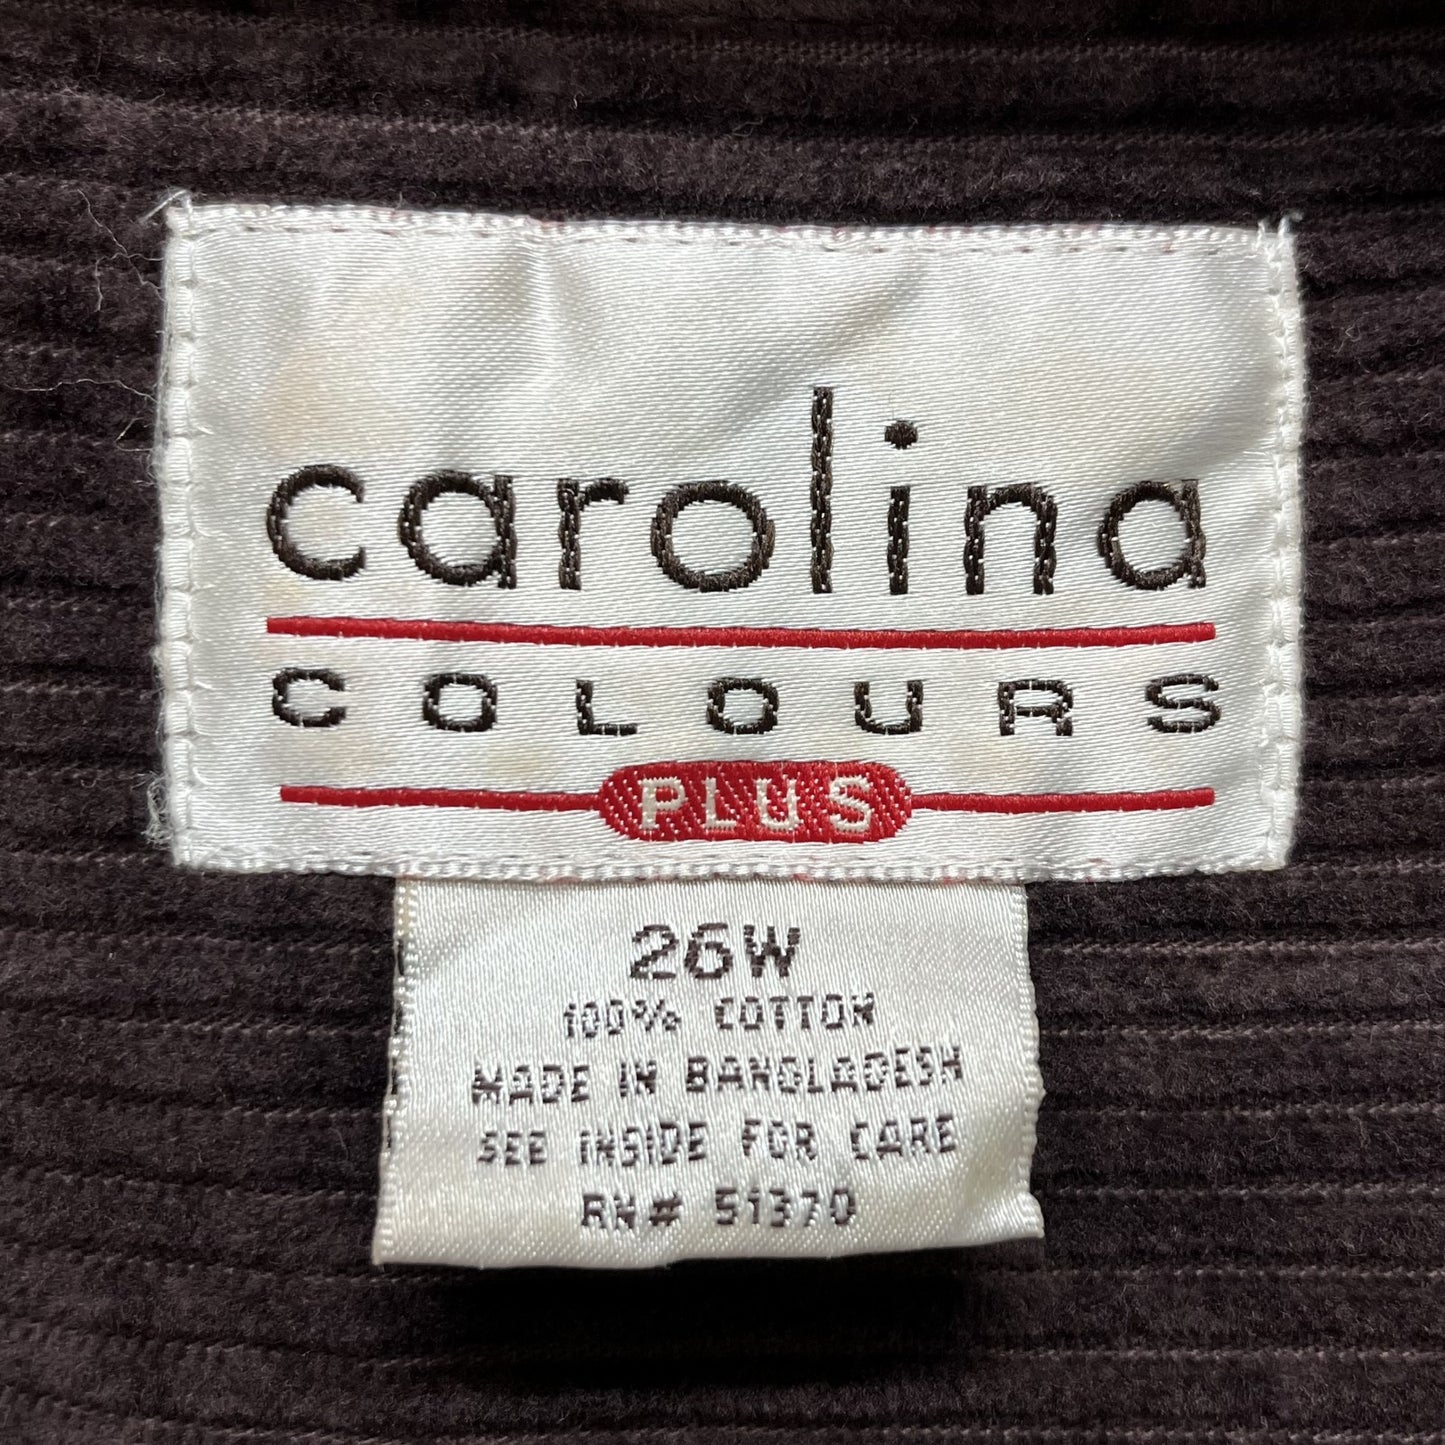 carolina
COLOURS
PLUS
26W
100% COTTON
MADE IN BANGLADESH
SEE INSIDE FOR CARE
RN# 51370